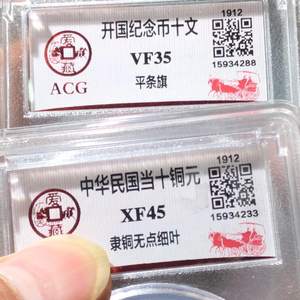 爱藏
ACG
开国纪念币十文
VF35
平条旗
1912
15934288
爱藏
中华民国当十铜元
XF45
隶铜无点细叶
1912
15934233